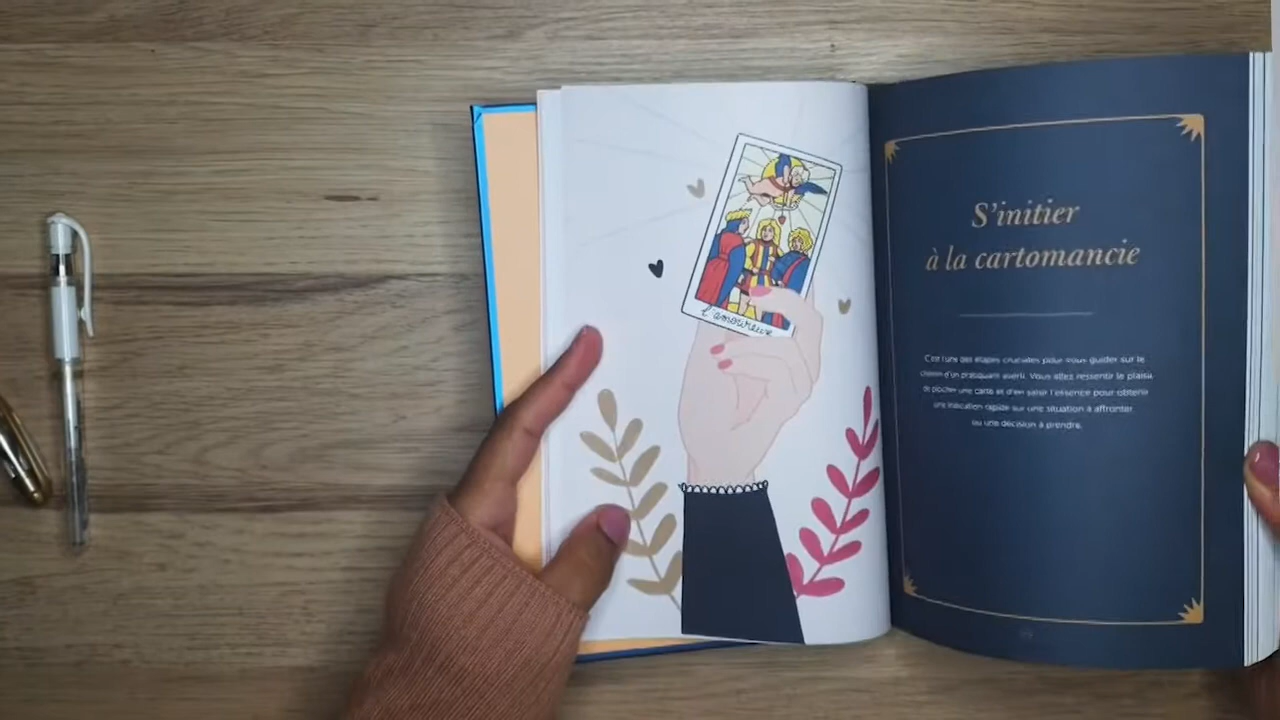 l'amoureux
S'initier
à la cartomancie
C'est l'une des étapes cruciales pour vous guider sur le
chemin d'un pratiquant averti. Vous allez ressentir le plaisir
de piocher une carte et d'en saisir l'essence pour obtenir
une indication rapide sur une situation à affronter
ou une décision à prendre.